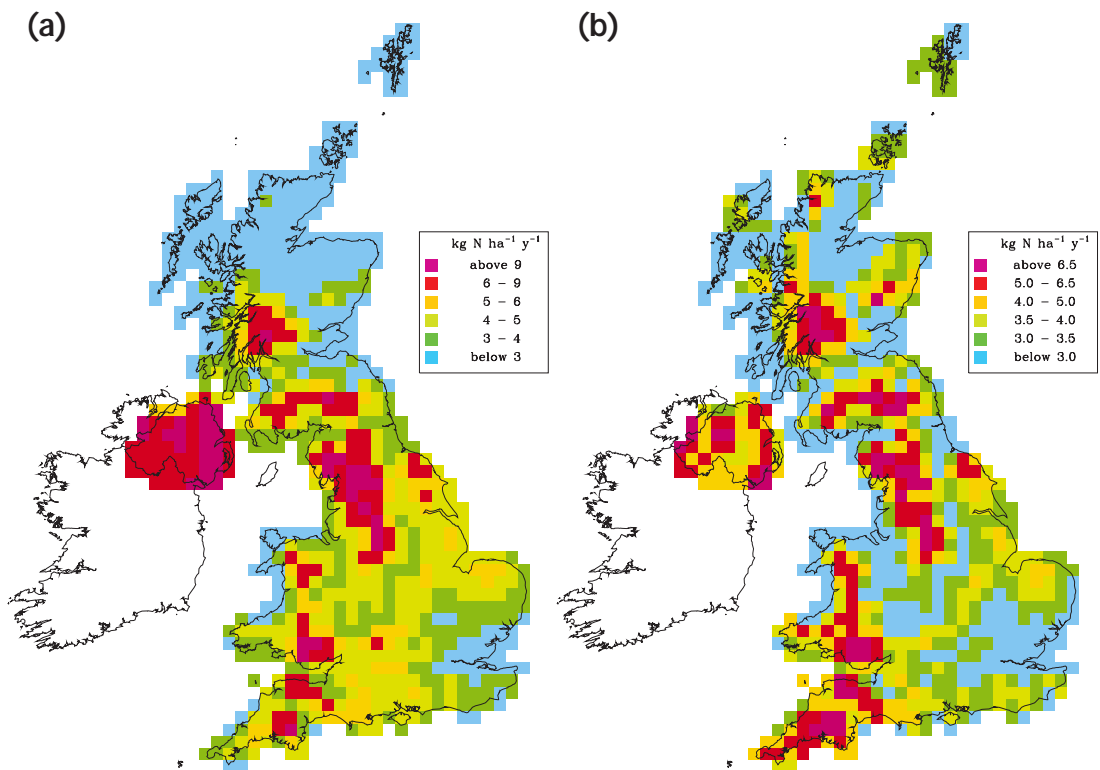 (a)
(b)
kg N ha⁻¹ y⁻¹
above 9
6 – 9
5 – 6
4 – 5
3 – 4
below 3
kg N ha⁻¹ y⁻¹
above 6.5
5.0 – 6.5
4.0 – 5.0
3.5 – 4.0
3.0 – 3.5
below 3.0